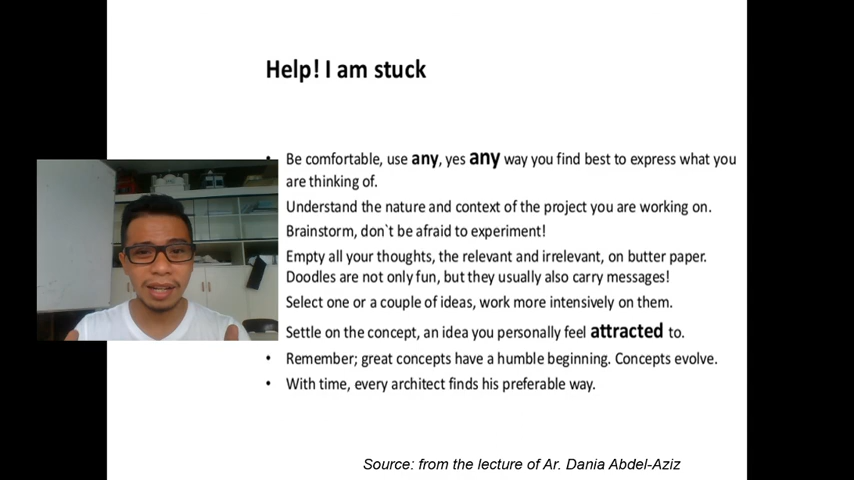 Help! I am stuck
• Be comfortable, use any, yes any way you find best to express what you
are thinking of.
Understand the nature and context of the project you are working on.
Brainstorm, don`t be afraid to experiment!
Empty all your thoughts, the relevant and irrelevant, on butter paper.
Doodles are not only fun, but they usually also carry messages!
Select one or a couple of ideas, work more intensively on them.
Settle on the concept, an idea you personally feel attracted to.
• Remember; great concepts have a humble beginning. Concepts evolve.
• With time, every architect finds his preferable way.
Source: from the lecture of Ar. Dania Abdel-Aziz